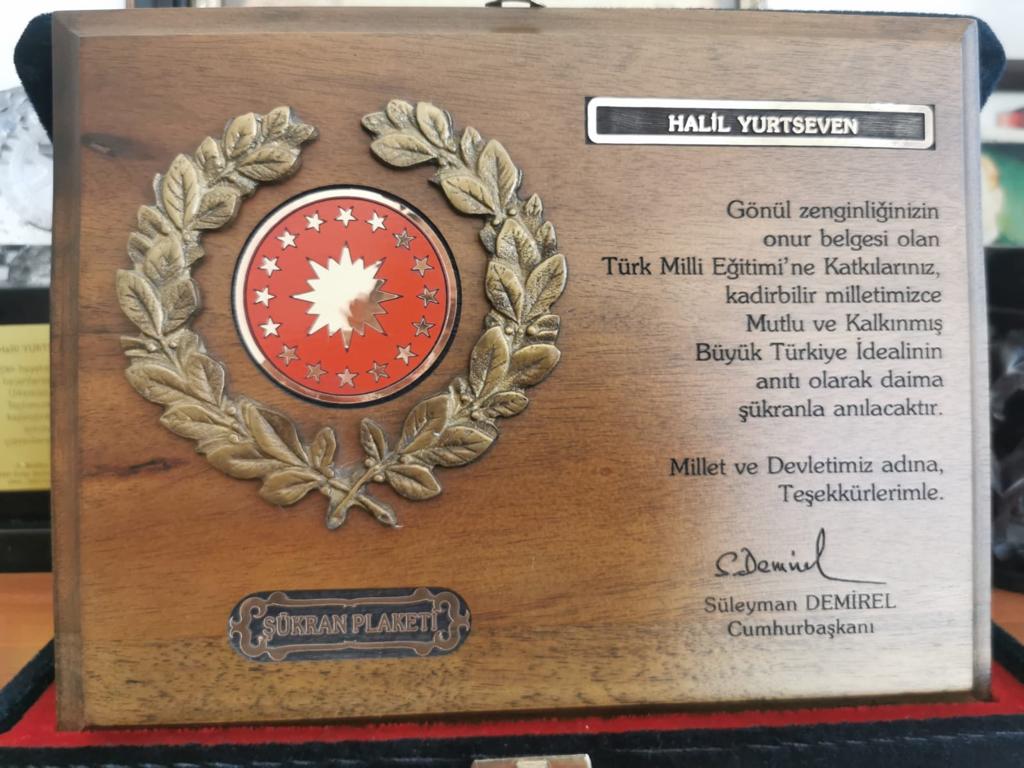 HALİL YURTSEVEN
Gönül zenginliğinizin
onur belgesi olan
Türk Milli Eğitimi'ne Katkılarınız,
kadirbilir milletimizce
Mutlu ve Kalkınmış
Büyük Türkiye İdealinin
anıtı olarak daima
şükranla anılacaktır.
Millet ve Devletimiz adına,
Teşekkürlerimle.
S.Demirel
Süleyman DEMİREL
Cumhurbaşkanı
ŞÜKRAN PLAKETİ